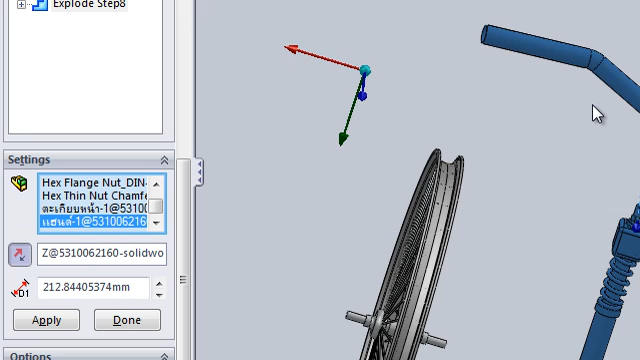 Explode Step8
Settings
Hex Flange Nut_DIN
Hex Thin Nut Chamfe
ตะเกียบหน้า-1@53100
แฮนด์-1@531006216
Z@5310062160-solidwo
D1
212.84405374mm
Apply
Done
Options